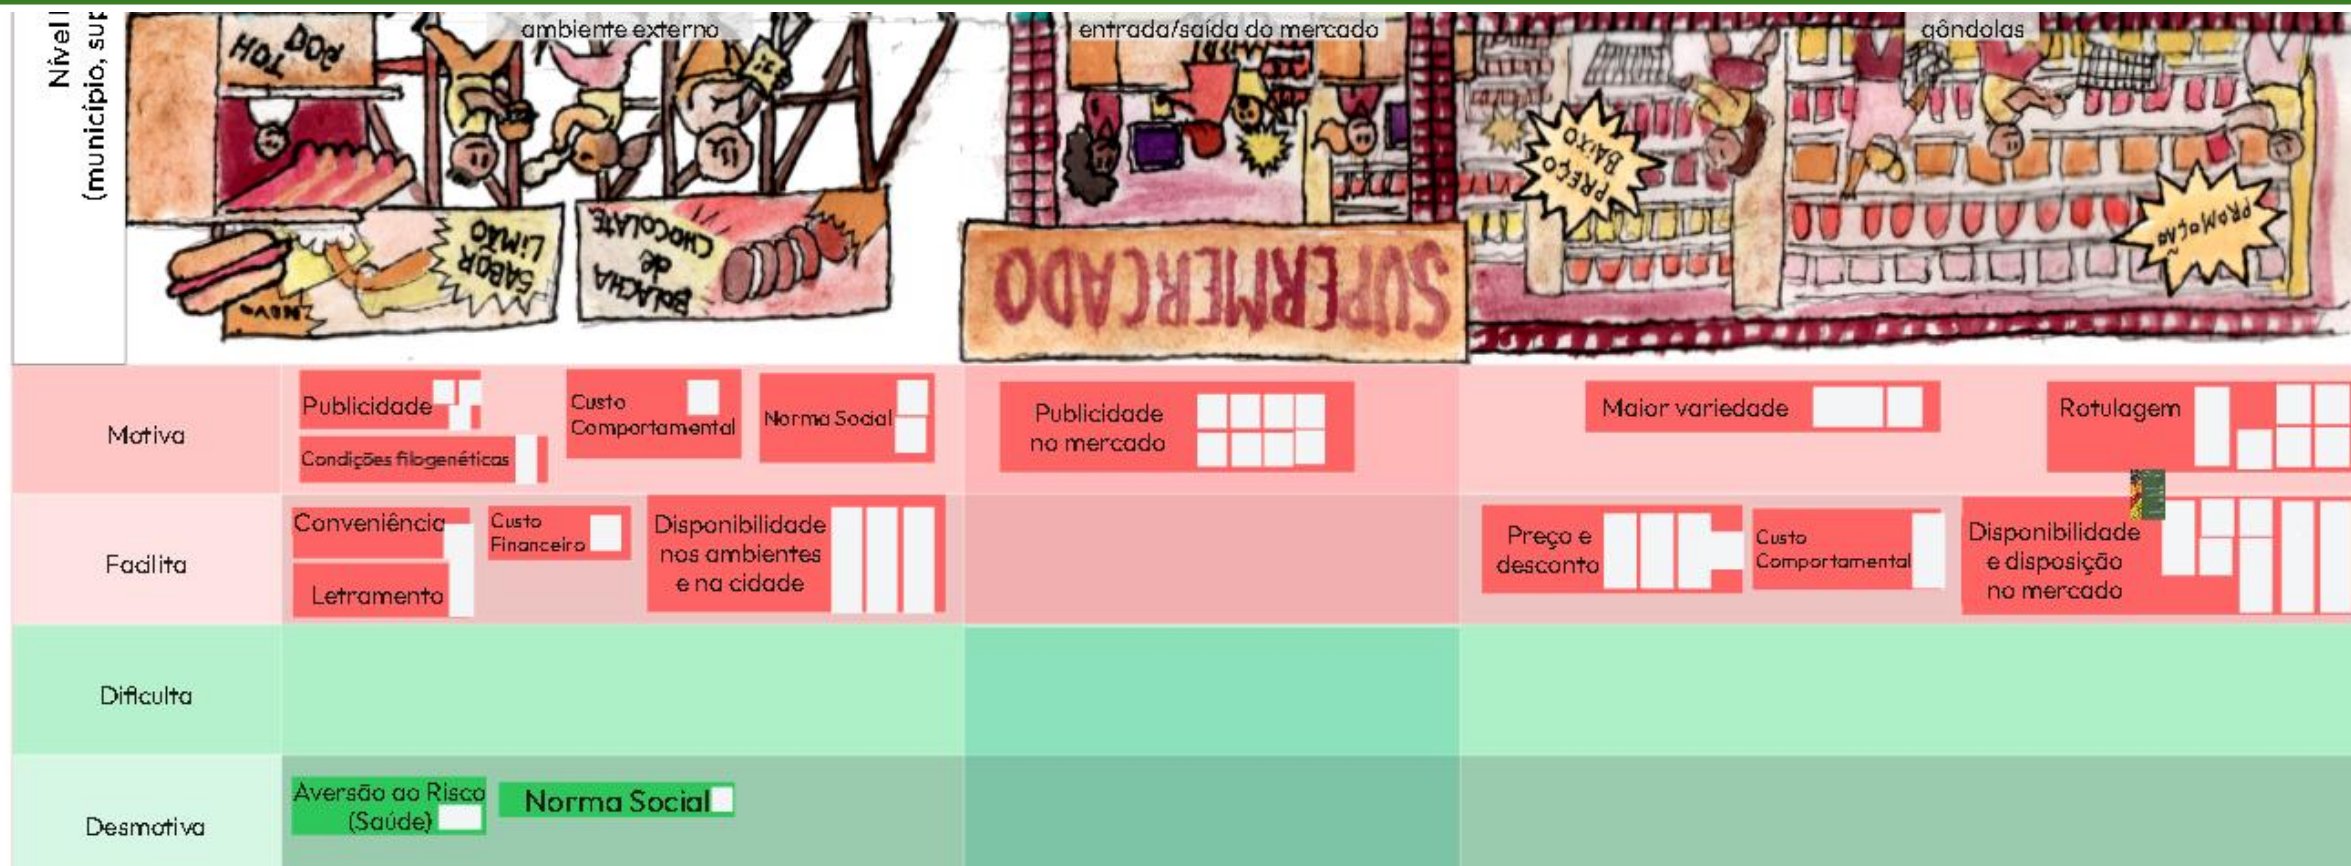 Nível I
(município, sup
ambiente externo
entrada/saída do mercado
gôndolas
HOT
DOG
SABOR
LIMÃO
NOVO
BOLACHA
de
CHOCOLATE
SUPERMERCADO
PREÇO
BAIXO
PROMOÇÃO
Motiva
Publicidade
Condições filogenéticas
Custo
Comportamental
Norma Social
Publicidade
no mercado
Maior variedade
Rotulagem
Facilita
Conveniência
Letramento
Custo
Financeiro
Disponibilidade
nos ambientes
e na cidade
Preço e
desconto
Custo
Comportamental
Disponibilidade
e disposição
no mercado
Dificulta
Desmotiva
Aversão ao Risco
(Saúde)
Norma Social